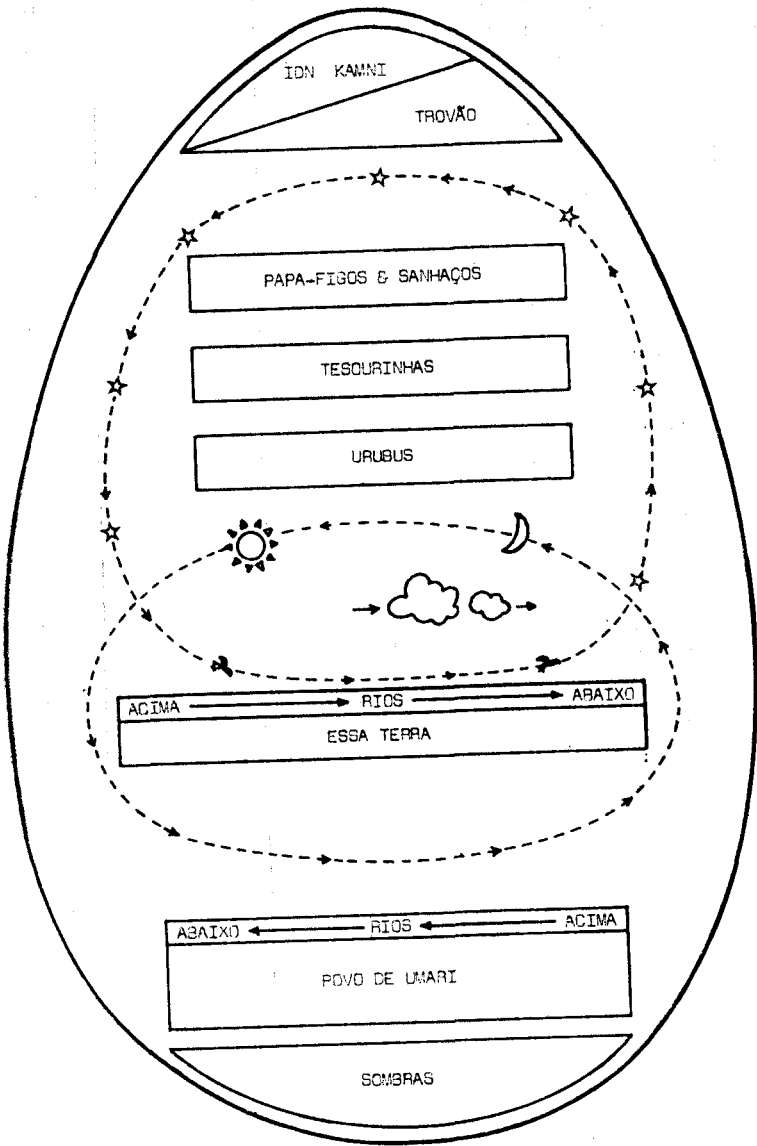 IDN KAMNI
TROVÃO
PAPA-FIGOS & SANHAÇOS
TESOURINHAS
URUBUS
ACIMA RIOS ABAIXO
ESSA TERRA
ABAIXO RIOS ACIMA
POVO DE UMARI
SOMBRAS